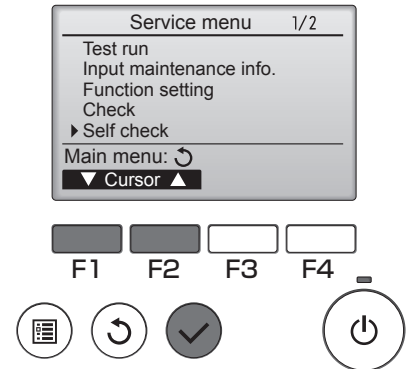 Service menu 1/2
Test run
Input maintenance info.
Function setting
Check
Self check
Main menu:
Cursor
F1 F2 F3 F4